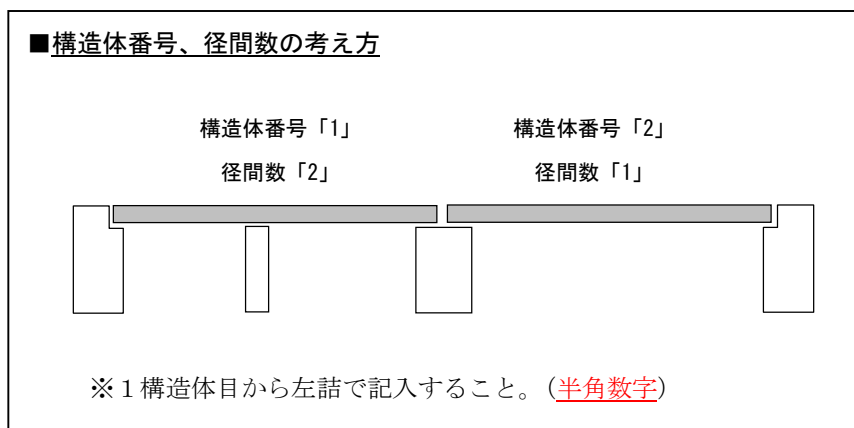 ■構造体番号、径間数の考え方
構造体番号「1」
径間数「2」
構造体番号「2」
径間数「1」
※１構造体目から左詰で記入すること。（半角数字）